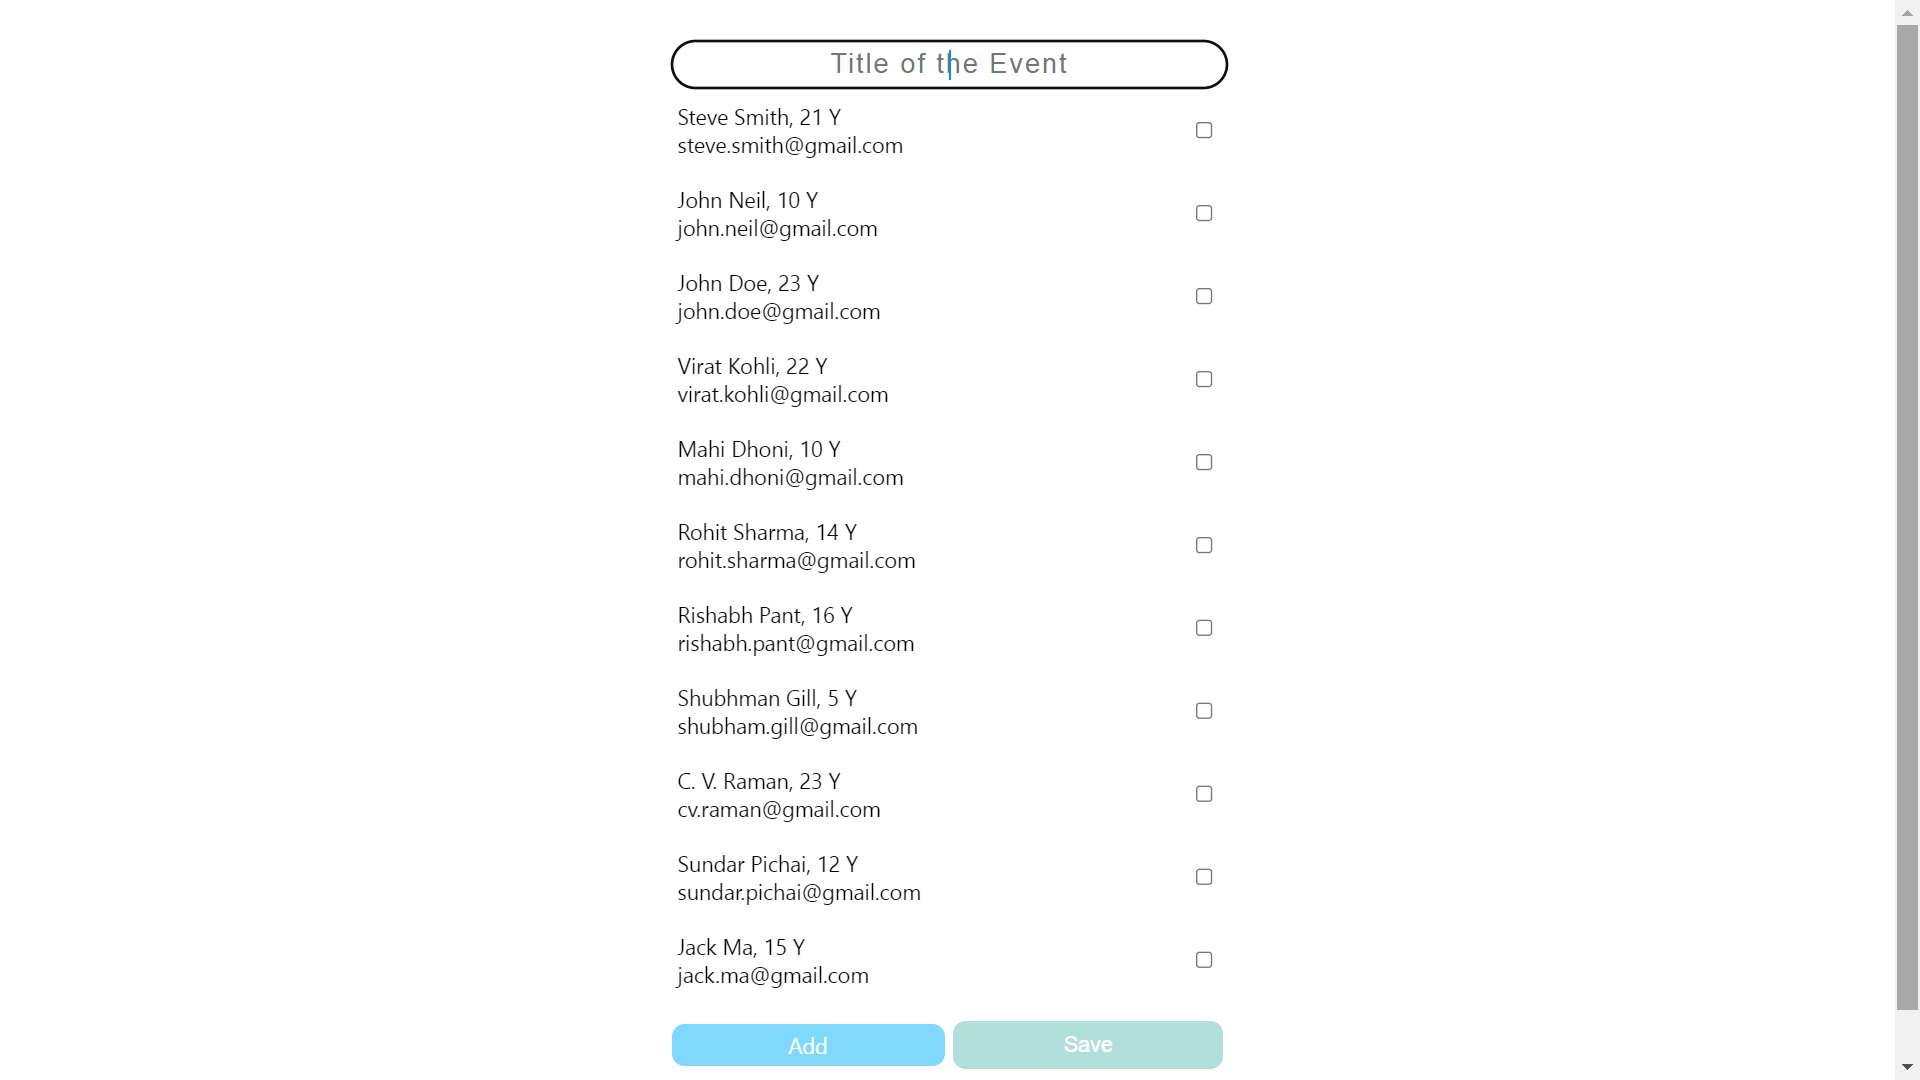 Title of the Event
Steve Smith, 21 Y
steve.smith@gmail.com
John Neil, 10 Y
john.neil@gmail.com
John Doe, 23 Y
john.doe@gmail.com
Virat Kohli, 22 Y
virat.kohli@gmail.com
Mahi Dhoni, 10 Y
mahi.dhoni@gmail.com
Rohit Sharma, 14 Y
rohit.sharma@gmail.com
Rishabh Pant, 16 Y
rishabh.pant@gmail.com
Shubhman Gill, 5 Y
shubham.gill@gmail.com
C. V. Raman, 23 Y
cv.raman@gmail.com
Sundar Pichai, 12 Y
sundar.pichai@gmail.com
Jack Ma, 15 Y
jack.ma@gmail.com
Add
Save